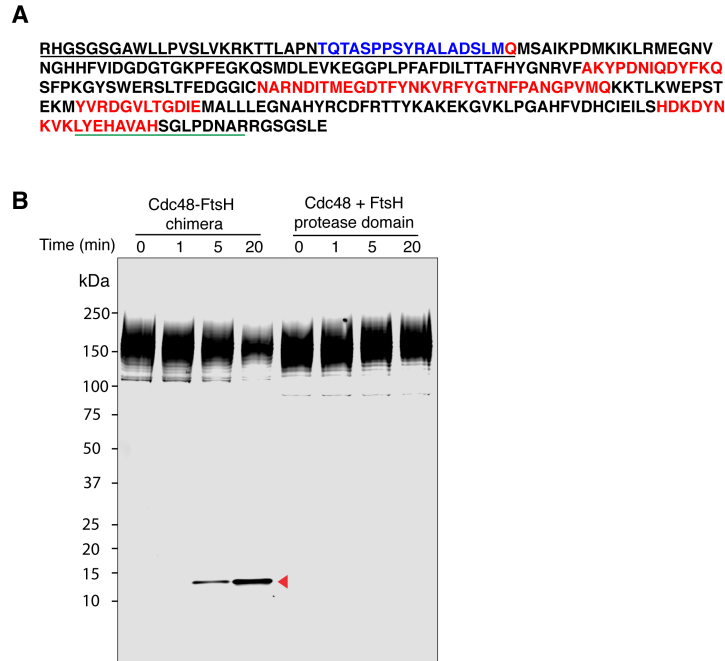 A
RHGSGSGAWLLPVSLVKRKTTLAPNTQTASPPSYRALADSLMQMSAIKPDMKIKLRMEGNV
NGHHFVIDGDGTGKPFEGKQSMDLEVKEGGPLPFAFDILTTAFHYGNRVFAKYPDNIQDYFKQ
SFPKGYSWERSLTFEDGGICNARNDITMEGDTFYNKVRFYGTNFPANGPVMQKKTLKWEPST
EKMYVRDGVLTGDIEMALLLEGNAHYRCDFRTTYKAKEKGVKLPGAHFVDHCIEILSHDKDYN
KVKLYEHAVAHSGLPDNARRGSGSLE
B
Cdc48-FtsH Cdc48 + FtsH
chimera protease domain
Time (min) 0 1 5 20 0 1 5 20
kDa
250
150
100
75
50
37
25
20
15
10